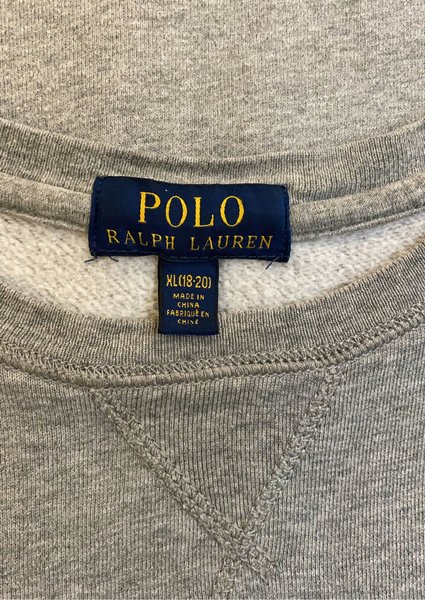 POLO
RALPH LAUREN
XL(18-20)
MADE IN
CHINA
FABRIQUÉ EN
CHINE